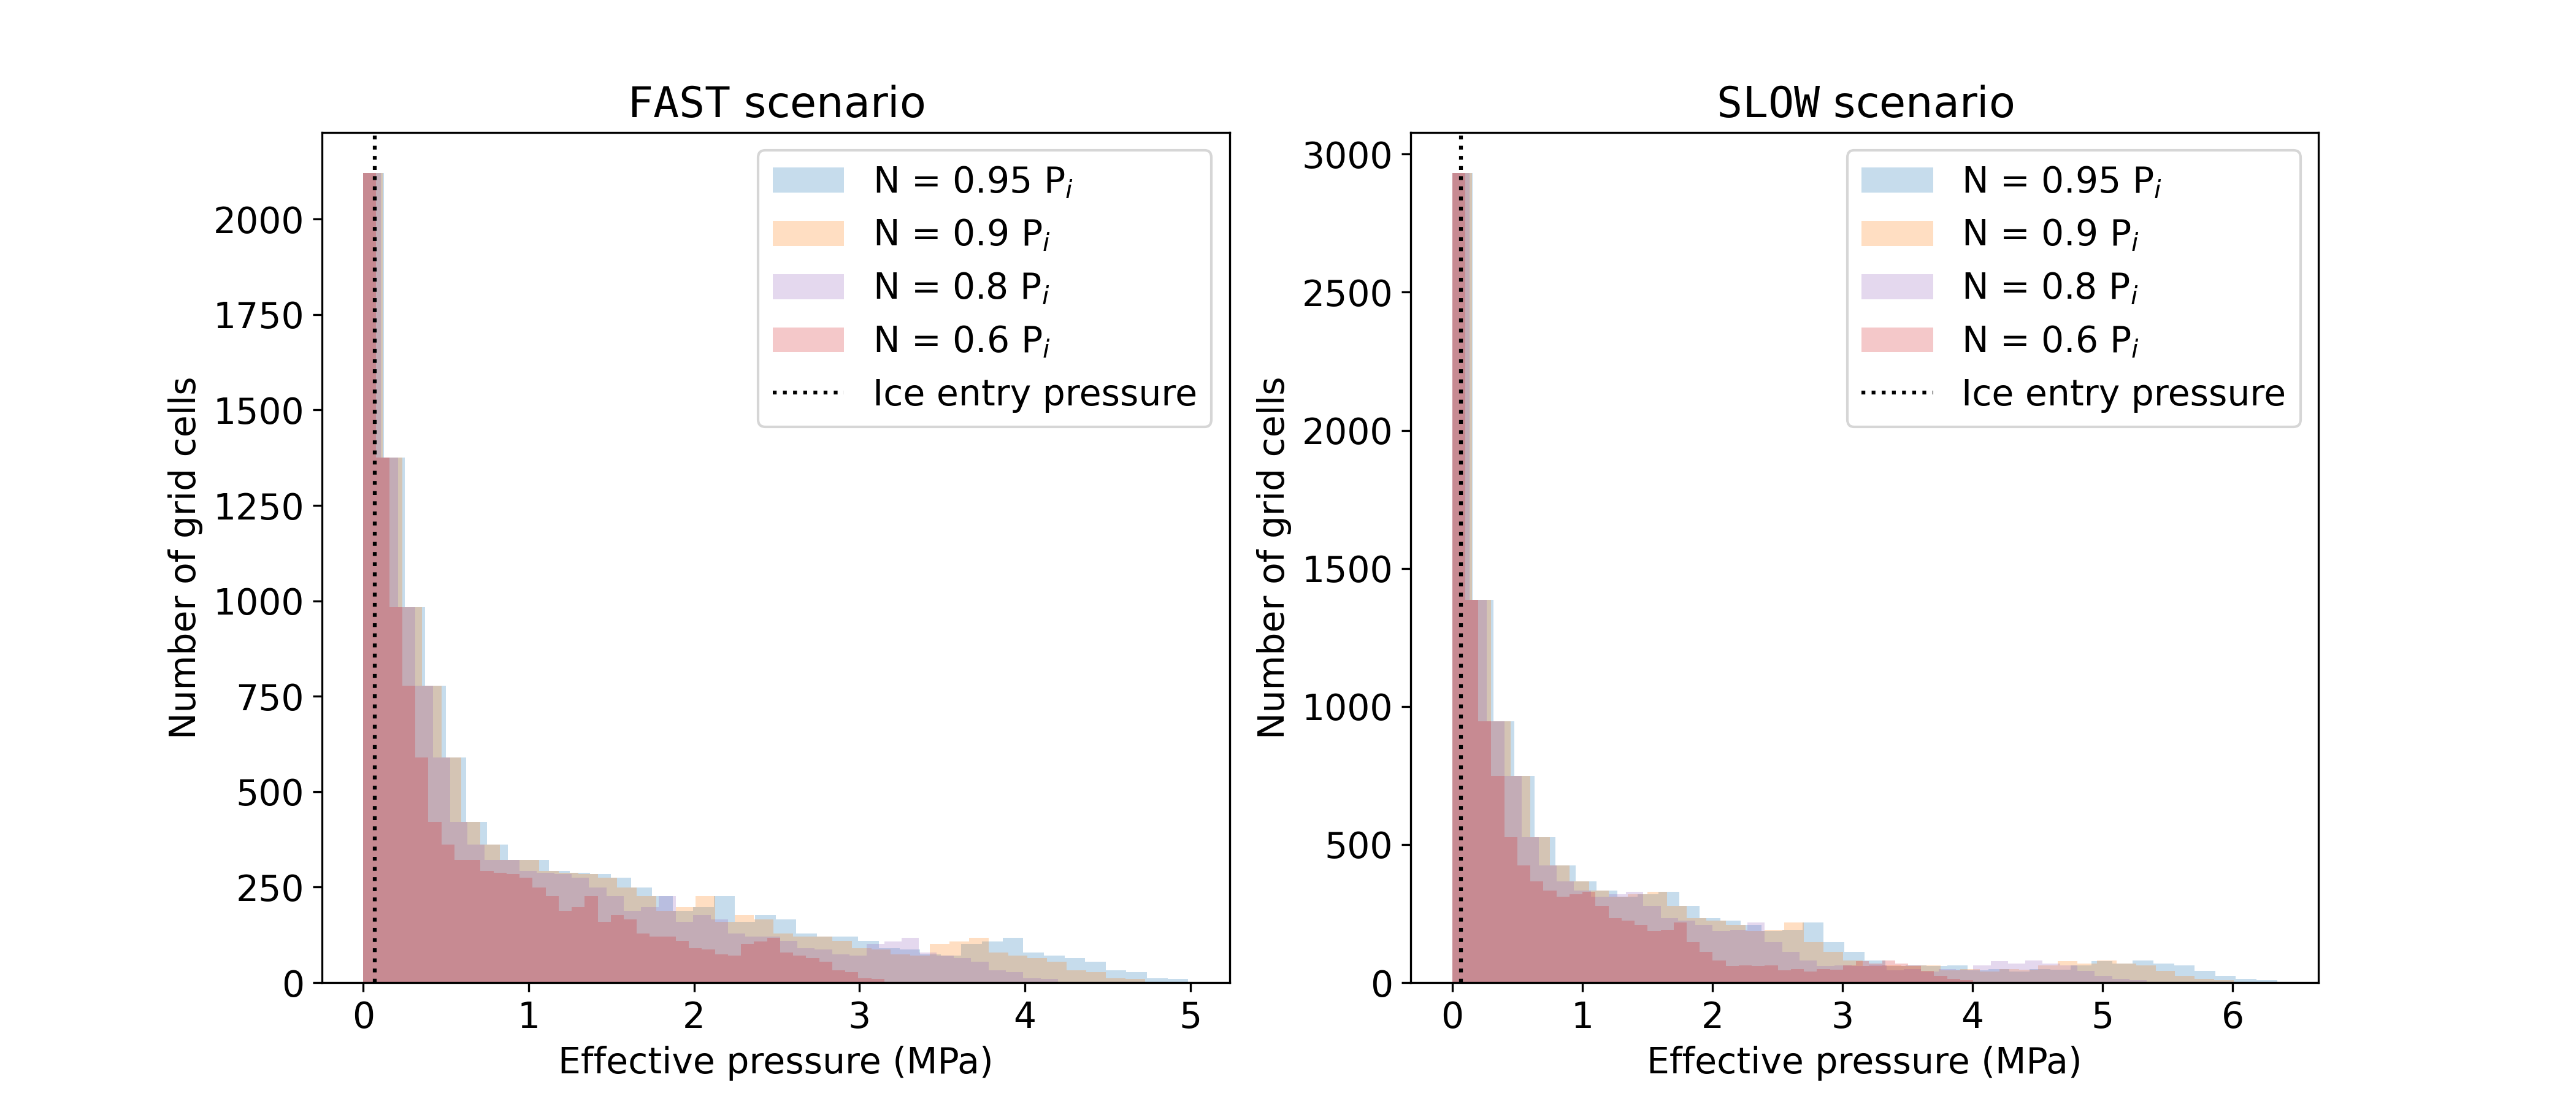 FAST scenario
Number of grid cells
2000
1750
1500
1250
1000
750
500
250
0
N = 0.95 Pi
N = 0.9 Pi
N = 0.8 Pi
N = 0.6 Pi
Ice entry pressure
0 1 2 3 4 5
Effective pressure (MPa)
SLOW scenario
Number of grid cells
3000
2500
2000
1500
1000
500
0
N = 0.95 Pi
N = 0.9 Pi
N = 0.8 Pi
N = 0.6 Pi
Ice entry pressure
0 1 2 3 4 5 6
Effective pressure (MPa)